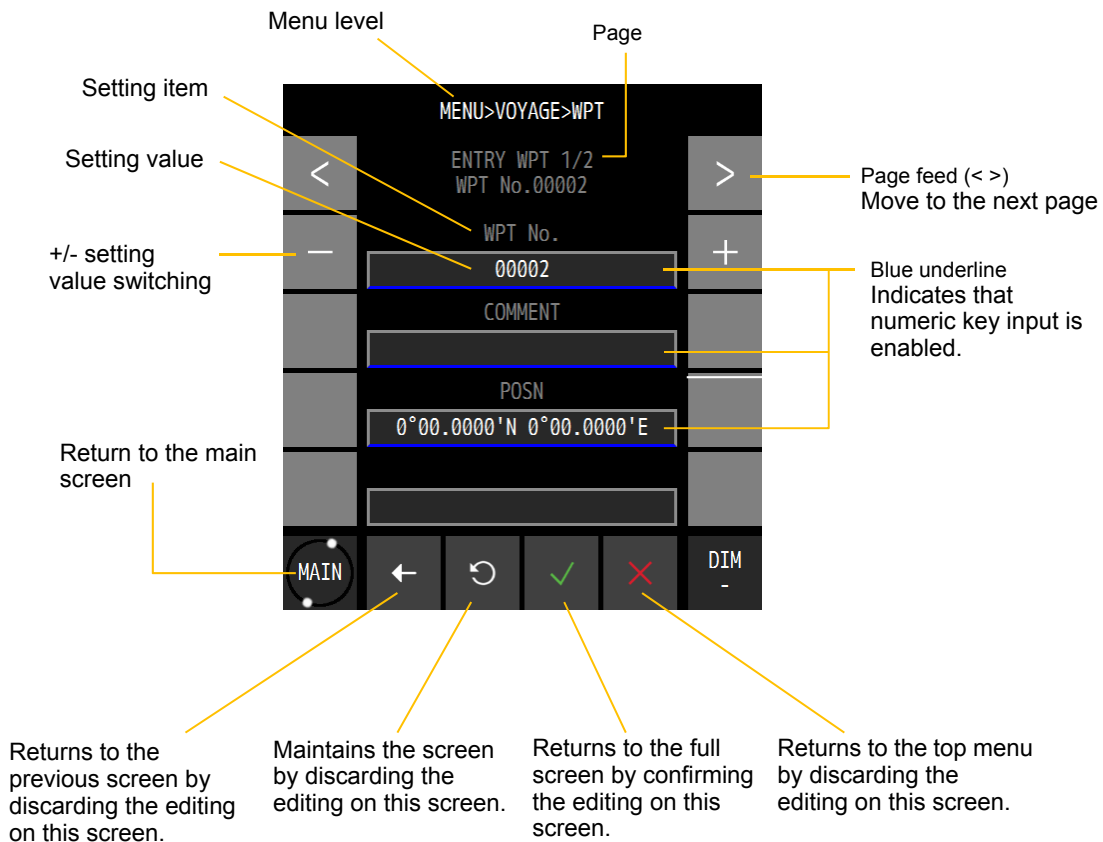 Menu level
Page
Setting item
MENU>VOYAGE>WPT
Setting value
ENTRY WPT 1/2
WPT No.00002
<
>
Page feed (< >)
Move to the next page
WPT No.
+/- setting
value switching
−
+
00002
Blue underline
Indicates that
numeric key input is
enabled.
COMMENT
POSN
0°00.0000'N 0°00.0000'E
Return to the main
screen
MAIN
DIM
-
Returns to the
previous screen by
discarding the editing
on this screen.
Maintains the screen
by discarding the
editing on this screen.
Returns to the full
screen by confirming
the editing on this
screen.
Returns to the top menu
by discarding the
editing on this screen.